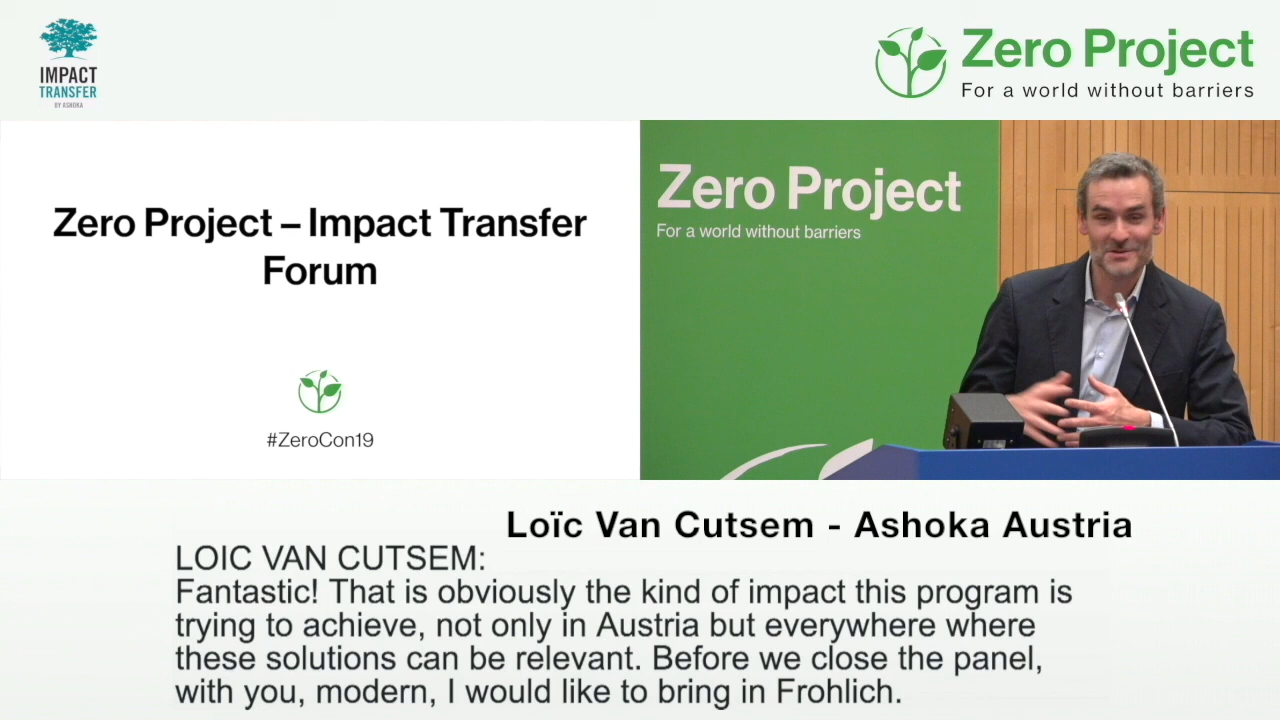 IMPACT
TRANSFER
BY ASHOKA
Zero Project
For a world without barriers
Zero Project – Impact Transfer
Forum
#ZeroCon19
Zero Project
For a world without barriers
Loïc Van Cutsem - Ashoka Austria
LOIC VAN CUTSEM:
Fantastic! That is obviously the kind of impact this program is
trying to achieve, not only in Austria but everywhere where
these solutions can be relevant. Before we close the panel,
with you, modern, I would like to bring in Frohlich.